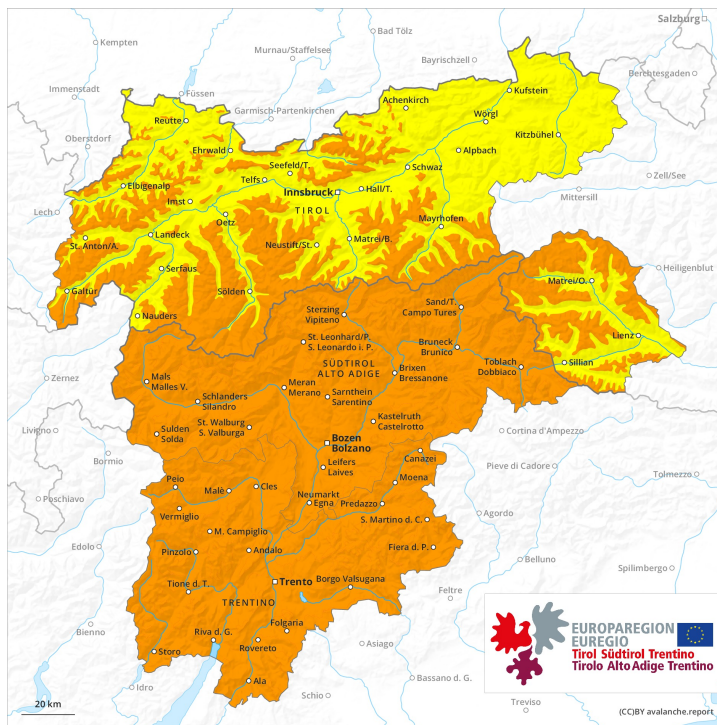 Salzburg
Kempten
Bad Tölz
Murnau/Staffelsee
Bayrischzell
Berchtesgaden
Immenstadt
Füssen
Kufstein
Achenkirch
Garmisch-Partenkirchen
Reutte
Wörgl
Kitzbühel
Oberstdorf
Ehrwald
Alpbach
Seefeld/T.
Schwaz
Telfs
Zell/See
Elbigenalp
Innsbruck
Hall/T.
Mittersill
Imst
TIROL
Lech
Oetz
Mayrhofen
St. Anton/A.
Landeck
Neustift/St.
Matrei/B.
Serfaus
Heiligenblut
Matrei/O.
Galtür
Sölden
Nauders
Sand/T.
Campo Tures
Sterzing
Vipiteno
Lienz
St. Leonhard/P.
S. Leonardo i. P.
Bruneck
Brunico
Sillian
Zernez
SÜDTIROL
ALTO ADIGE
Toblach
Dobbiaco
Brixen
Bressanone
Mals
Malles V.
Meran
Merano
Schlanders
Silandro
Sarnthein
Sarentino
Kastelruth
Castelrotto
St. Walburg
S. Valburga
Livigno
Sulden
Solda
Cortina d'Ampezzo
Bozen
Bolzano
Bormio
Canazei
Leifers
Laives
Pieve di Cadore
Tolmezzo
Poschiavo
Peio
Malè
Cles
Moena
Neumarkt
Egna
Predazzo
Vermiglio
Agordo
S. Martino d. C.
M. Campiglio
Edolo
Pinzolo
Andalo
Fiera d. P.
Belluno
Spilimbergo
Trento
Borgo Valsugana
Tione d. T.
Feltre
TRENTINO
Folgaria
Bienno
Riva d. G.
Rovereto
Asiago
Storo
Bassano d. G.
Ala
Idro
Schio
Treviso
EUROPAREGION
EUREGIO
Tirol Südtirol Trentino
Tirolo Alto Adige Trentino
20 km
(CC)BY avalanche.report